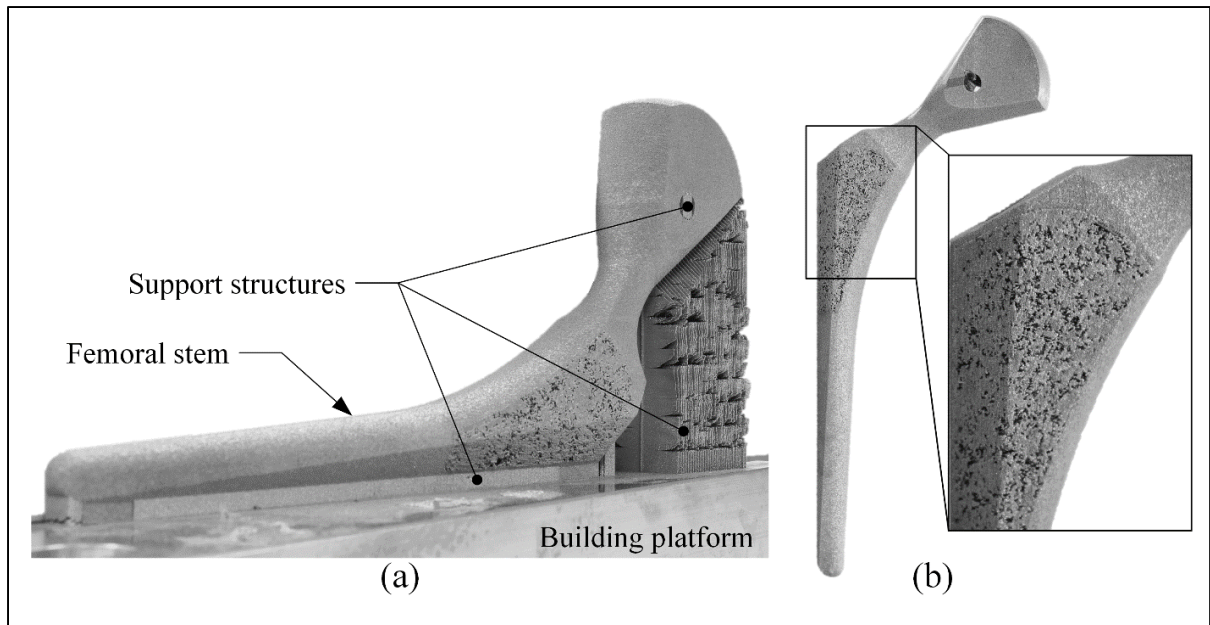 Support structures
Femoral stem
Building platform
(a)
(b)